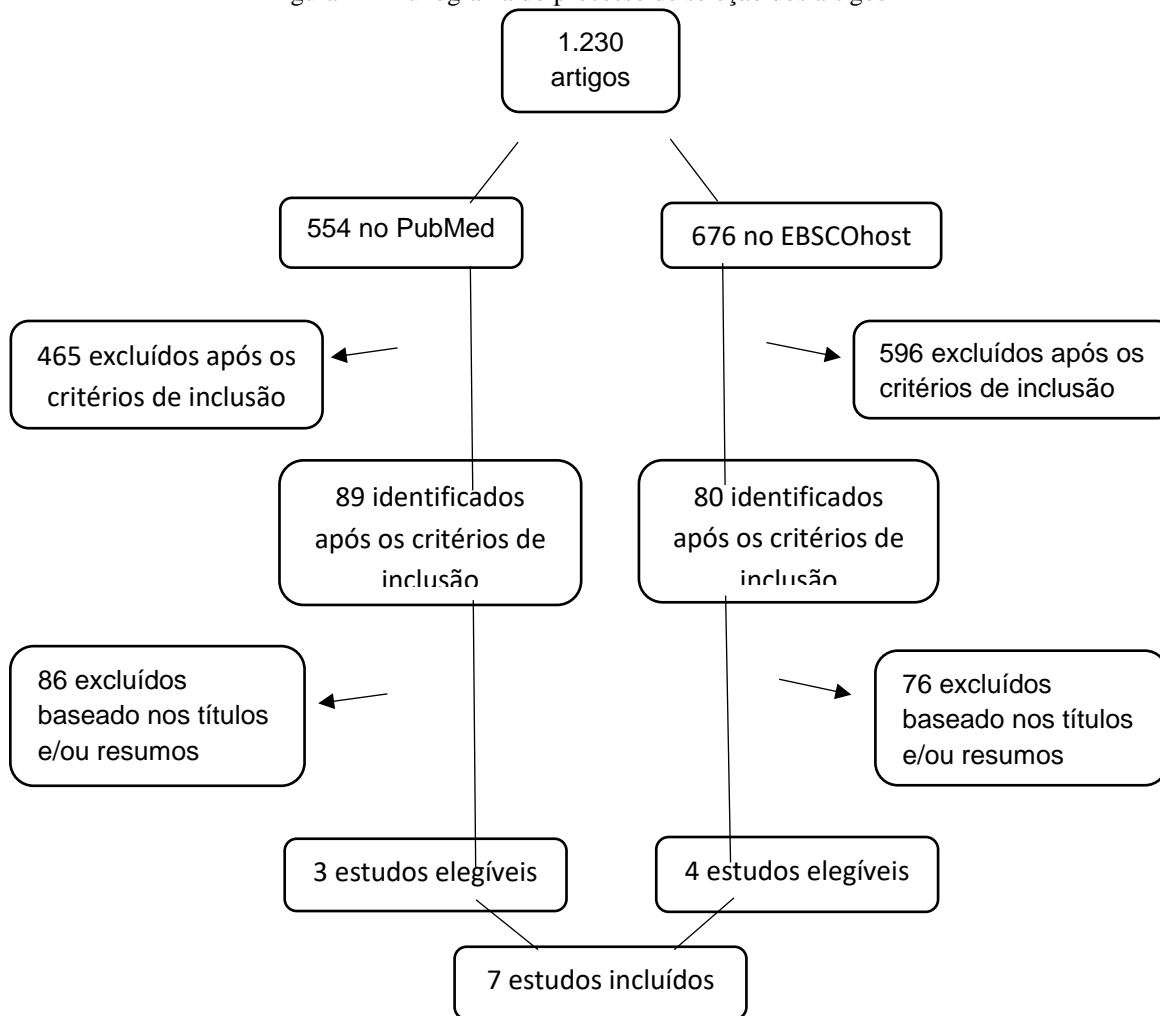 1.230
artigos
554 no PubMed
676 no EBSCOhost
465 excluídos após os
critérios de inclusão
596 excluídos após os
critérios de inclusão
89 identificados
após os critérios de
inclusão
80 identificados
após os critérios de
inclusão
86 excluídos
baseado nos títulos
e/ou resumos
76 excluídos
baseado nos títulos
e/ou resumos
3 estudos elegíveis
4 estudos elegíveis
7 estudos incluídos